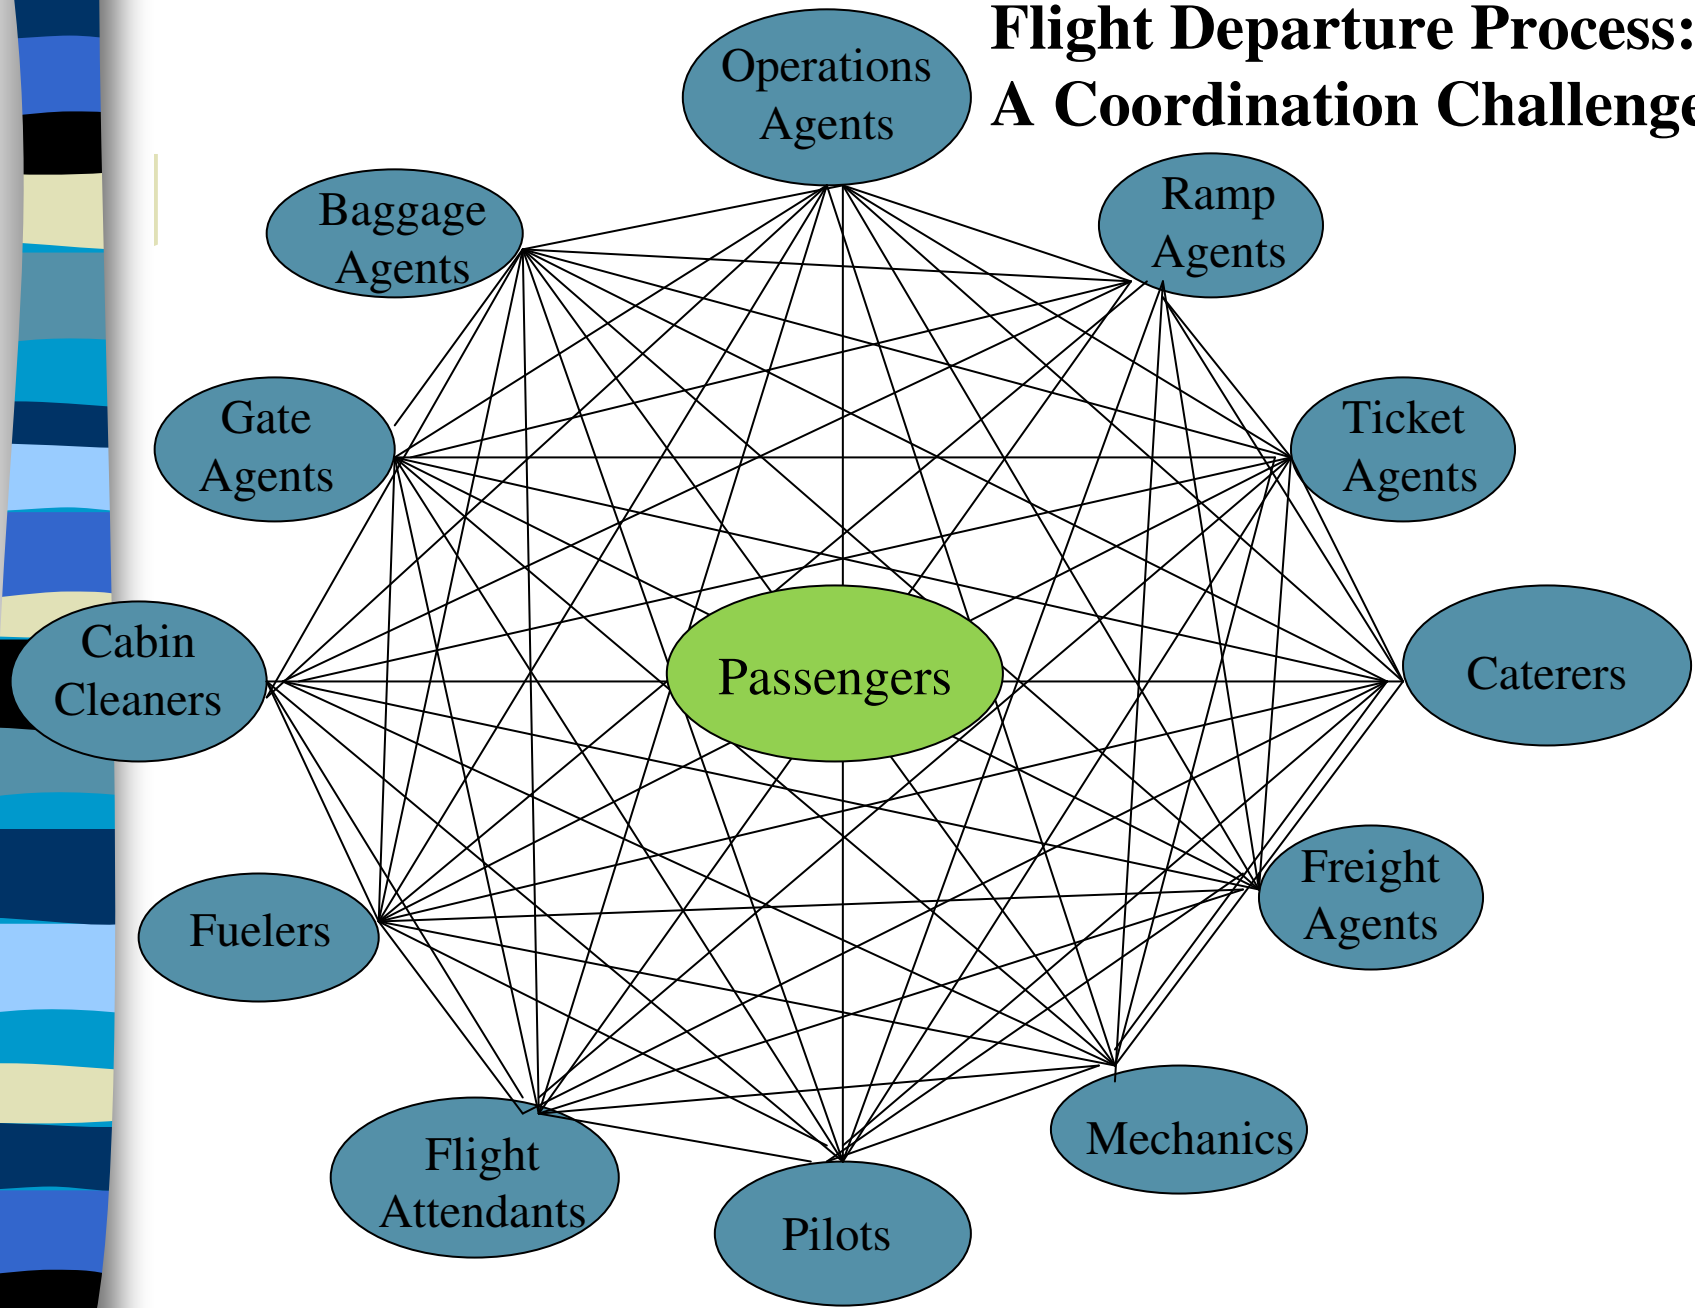 Flight Departure Process:
A Coordination Challenge
Operations
Agents
Ramp
Agents
Baggage
Agents
Ticket
Agents
Gate
Agents
Cabin
Cleaners
Passengers
Caterers
Freight
Agents
Fuelers
Mechanics
Flight
Attendants
Pilots